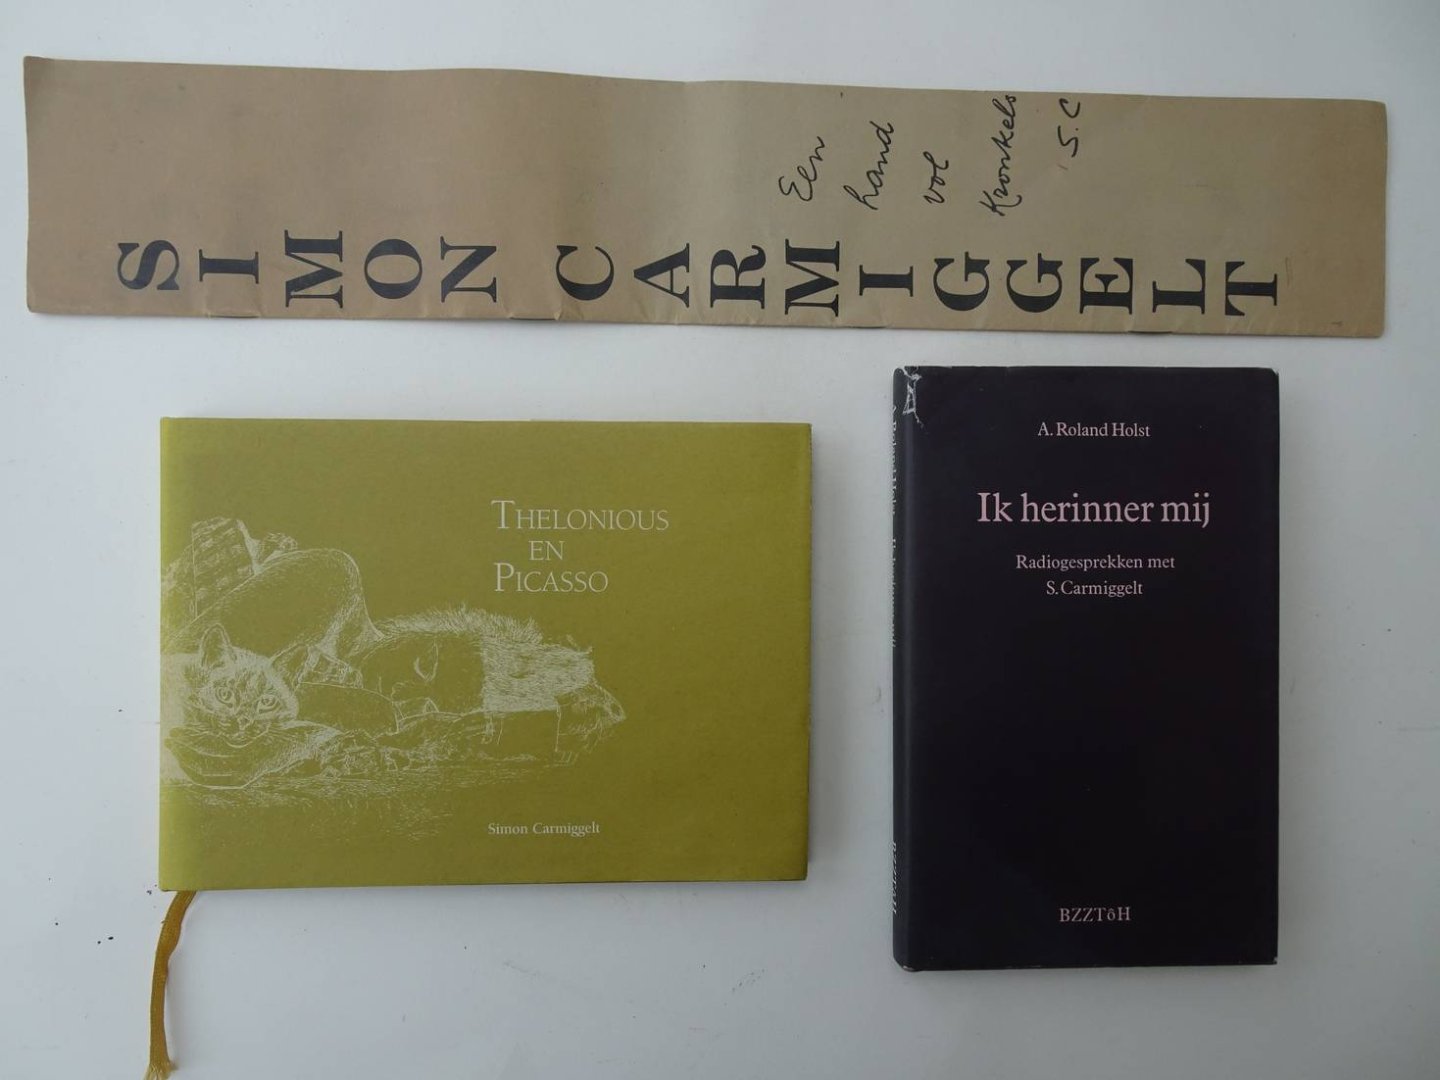 SIMON CARMIGGELT
Een
hand
vol
Kronkels
S.C
THELONIOUS
EN
PICASSO
Simon Carmiggelt
A. Roland Holst
Ik herinner mij
Radiogesprekken met
S. Carmiggelt
BZZTôH